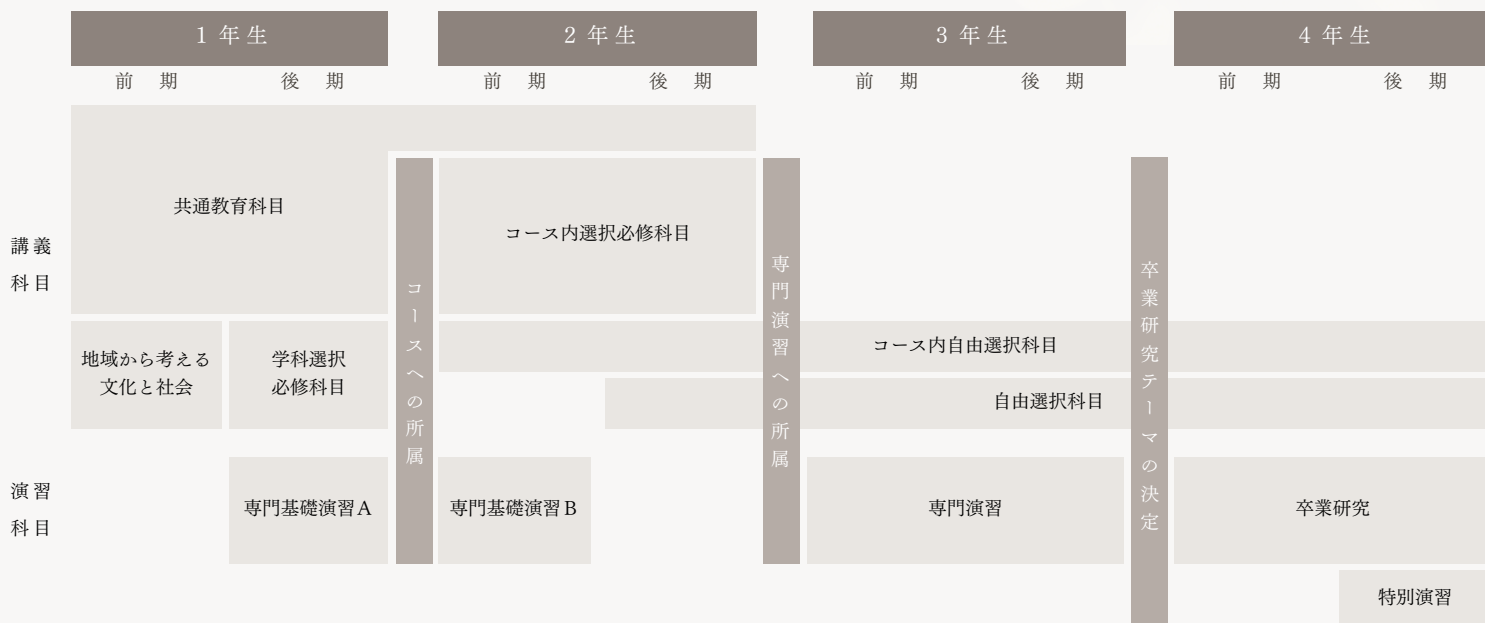 1年生
2年生
3年生
4年生
前期
後期
前期
後期
前期
後期
前期
後期
講義
科目
共通教育科目
コース内選択必修科目
地域から考える
文化と社会
学科選択
必修科目
コースへの所属
専門演習への所属
卒業研究テーマの決定
コース内自由選択科目
自由選択科目
演習
科目
専門基礎演習A
専門基礎演習B
専門演習
卒業研究
特別演習